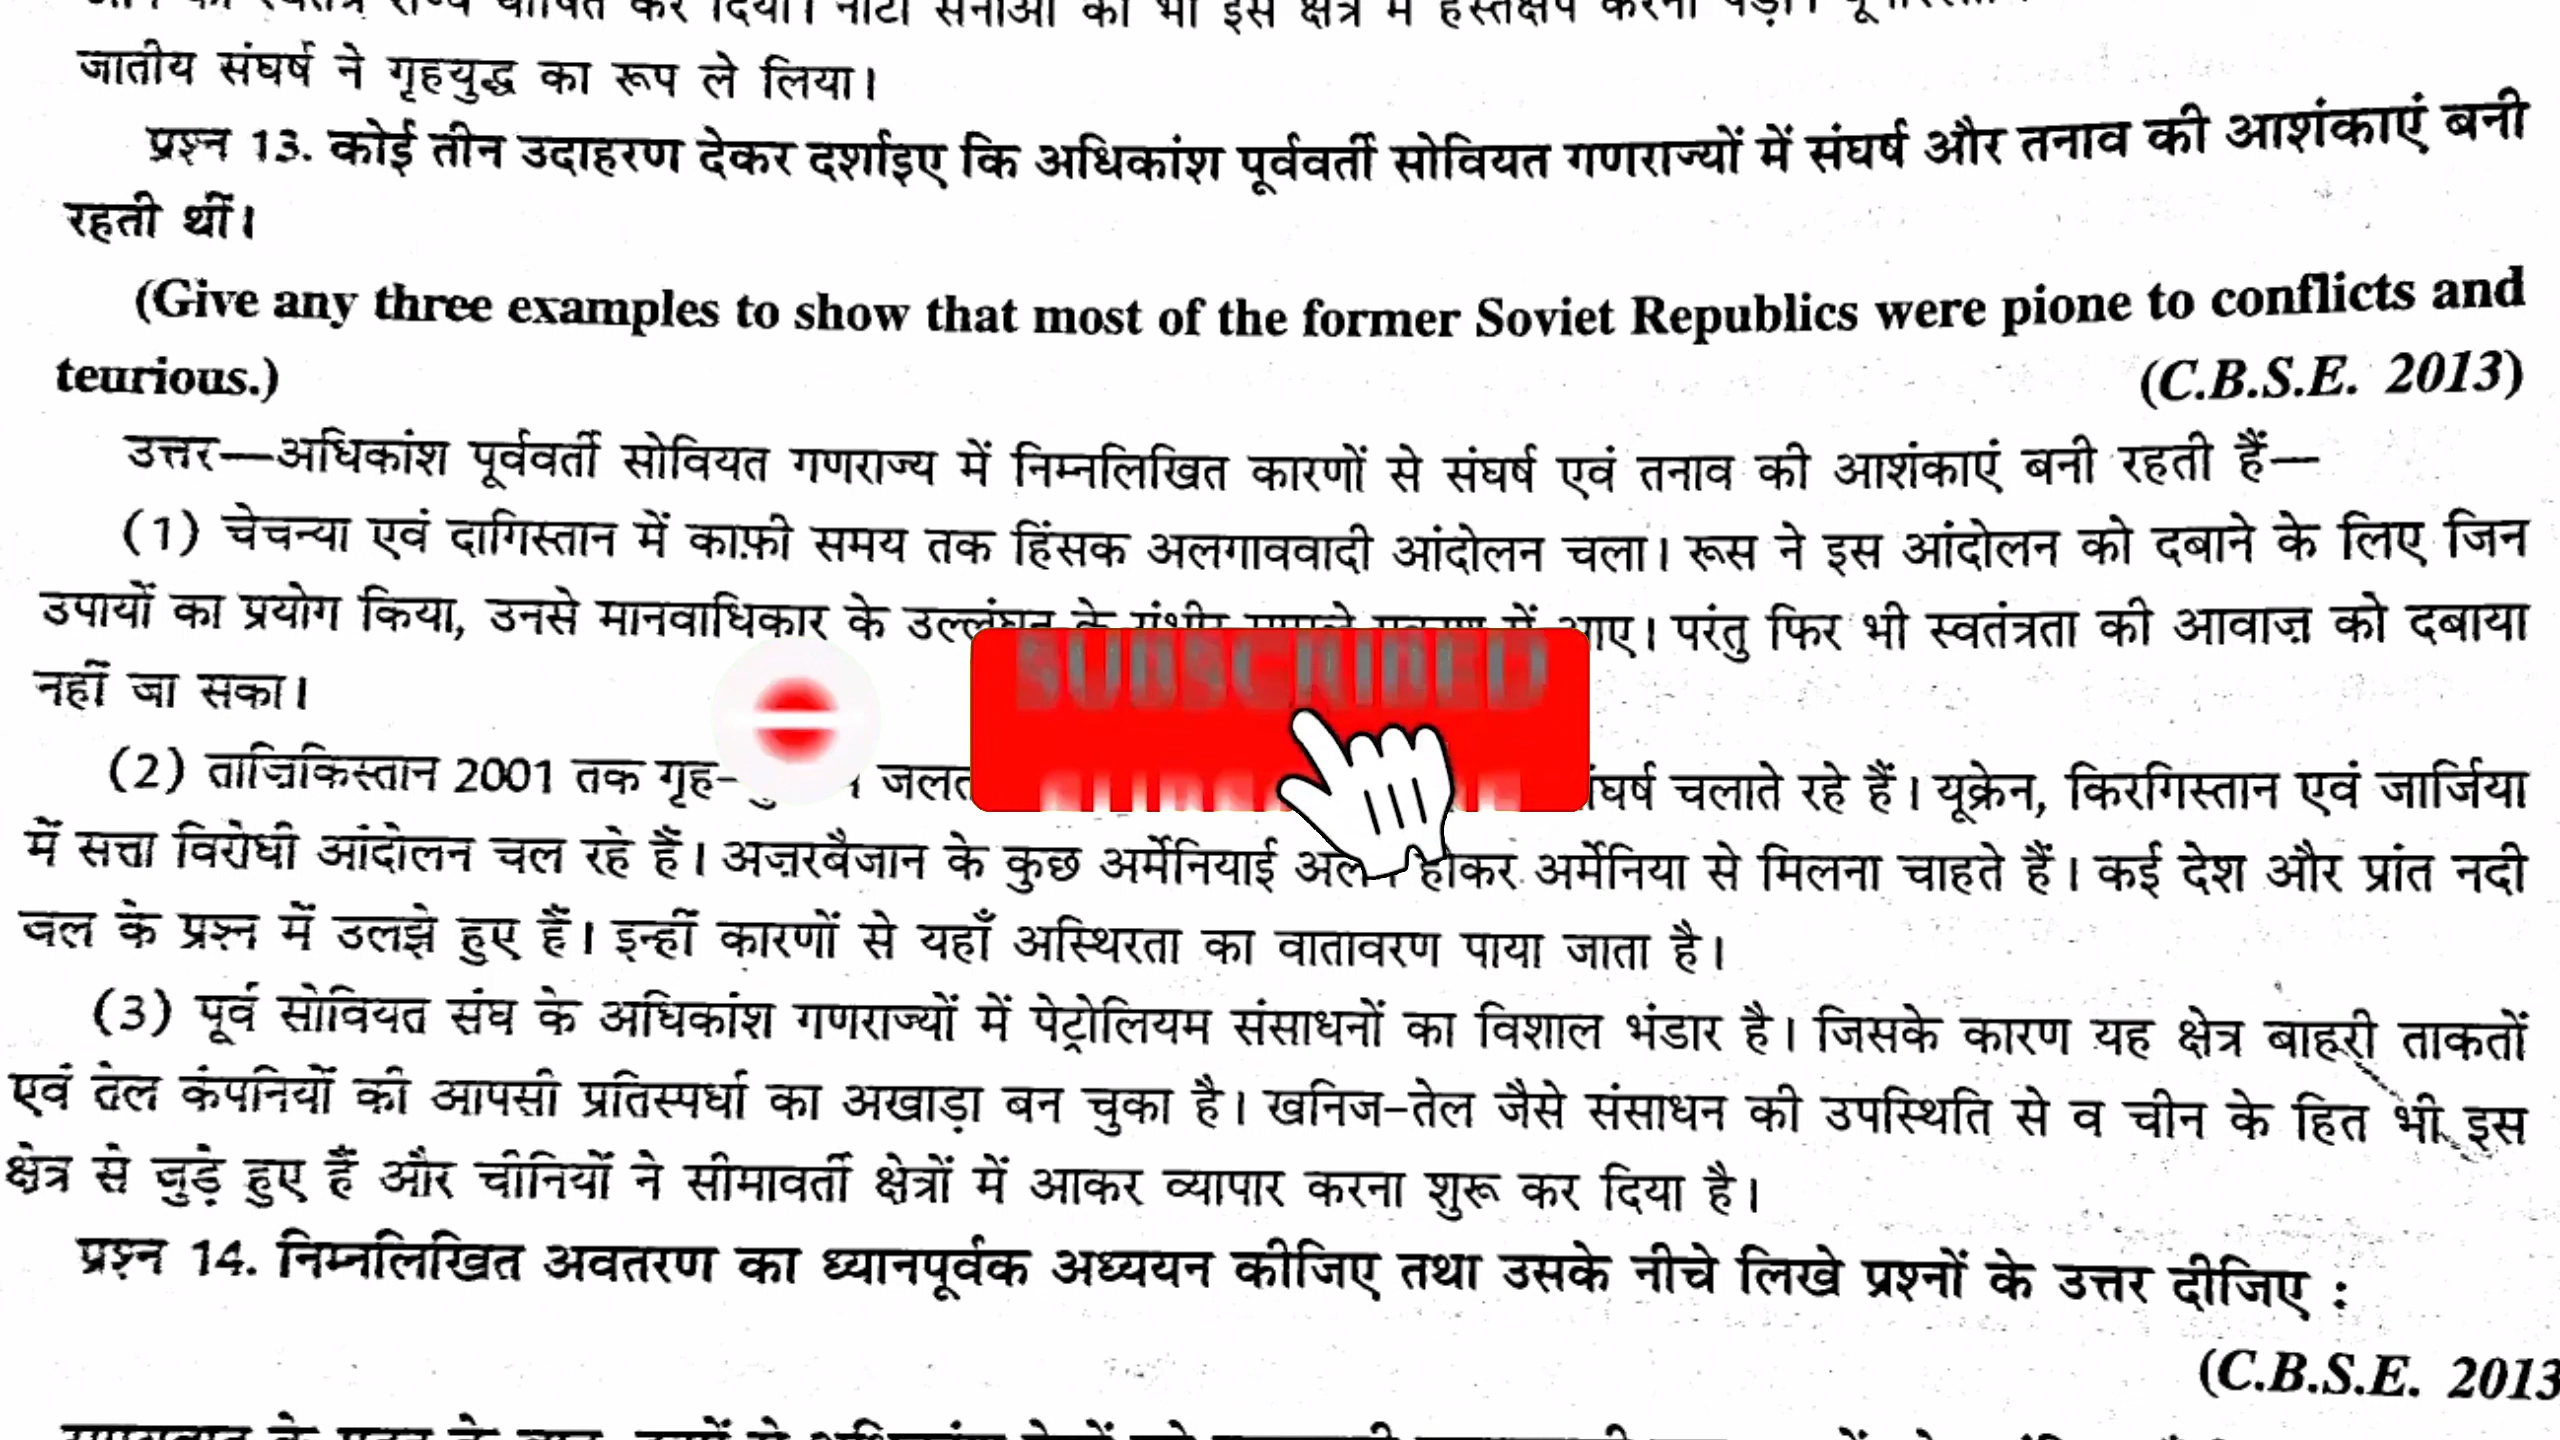 जातीय संघर्ष ने गृहयुद्ध का रूप ले लिया।
प्रश्न 13. कोई तीन उदाहरण देकर दर्शाइए कि अधिकांश पूर्ववर्ती सोवियत गणराज्यों में संघर्ष और तनाव की आशंकाएं बनी
रहती थीं।
(Give any three examples to show that most of the former Soviet Republics were pione to conflicts and
teurious.) (C.B.S.E. 2013)
उत्तर—अधिकांश पूर्ववर्ती सोवियत गणराज्य में निम्नलिखित कारणों से संघर्ष एवं तनाव की आशंकाएं बनी रहती हैं—
(1) चेचन्या एवं दागिस्तान में काफ़ी समय तक हिंसक अलगाववादी आंदोलन चला। रूस ने इस आंदोलन को दबाने के लिए जिन
उपायों का प्रयोग किया, उनसे मानवाधिकार के उल्लंघन के में आए। परंतु फिर भी स्वतंत्रता की आवाज़ को दबाया
नहीं जा सका।
SUBSCRIBED
(2) ताज़िकिस्तान 2001 तक गृह- संघर्ष चलाते रहे हैं। यूक्रेन, किरगिस्तान एवं जार्जिया
में सत्ता विरोधी आंदोलन चल रहे हैं। अज़रबैजान के कुछ अर्मेनियाई अलग होकर अर्मेनिया से मिलना चाहते हैं। कई देश और प्रांत नदी
जल के प्रश्न में उलझे हुए हैं। इन्हीं कारणों से यहाँ अस्थिरता का वातावरण पाया जाता है।
(3) पूर्व सोवियत संघ के अधिकांश गणराज्यों में पेट्रोलियम संसाधनों का विशाल भंडार है। जिसके कारण यह क्षेत्र बाहरी ताकतों
एवं तेल कंपनियों की आपसी प्रतिस्पर्धा का अखाड़ा बन चुका है। खनिज-तेल जैसे संसाधन की उपस्थिति से व चीन के हित भी इस
क्षेत्र से जुड़े हुए हैं और चीनियों ने सीमावर्ती क्षेत्रों में आकर व्यापार करना शुरू कर दिया है।
प्रश्न 14. निम्नलिखित अवतरण का ध्यानपूर्वक अध्ययन कीजिए तथा उसके नीचे लिखे प्रश्नों के उत्तर दीजिए :
(C.B.S.E. 2013